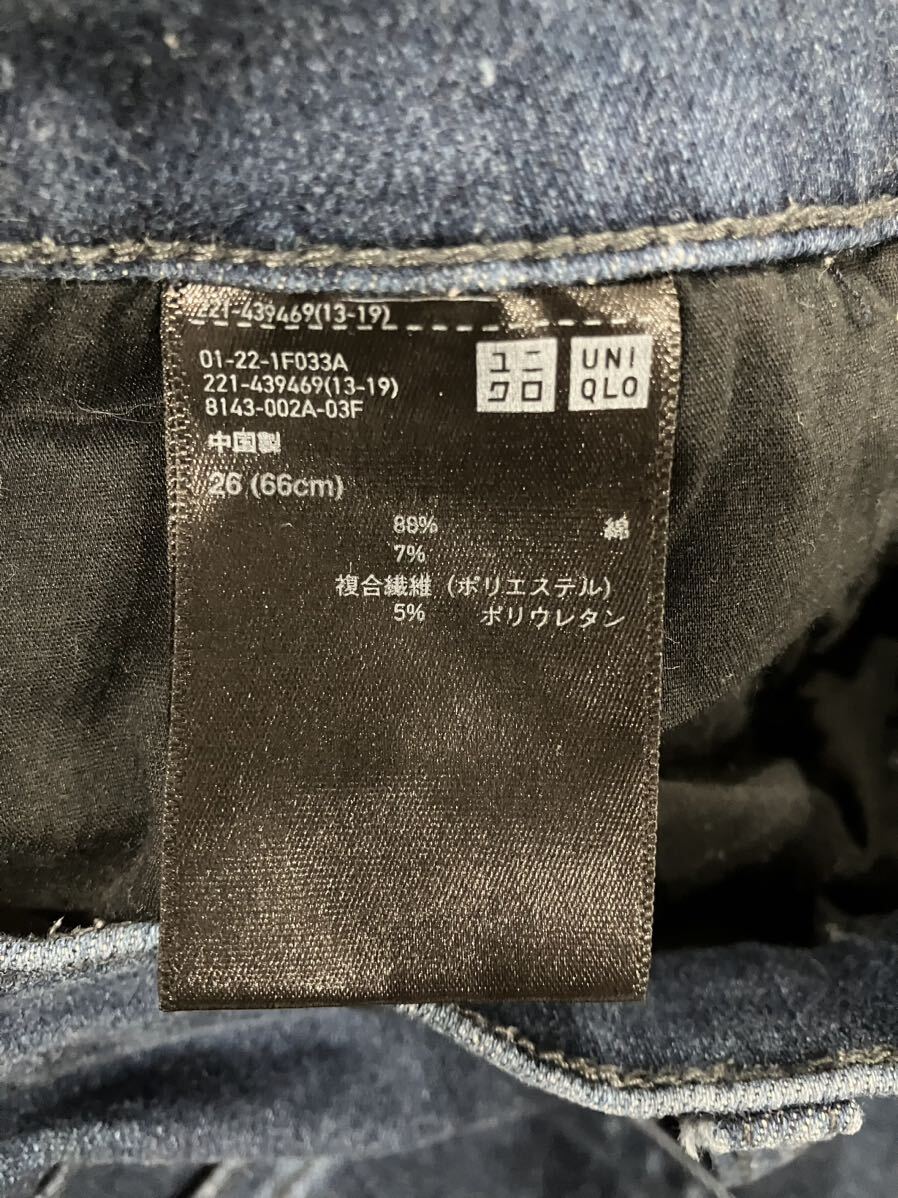 221-439469(13-19)
01-22-1F033A
221-439469(13-19)
8143-002A-03F
ユニクロ
UNIQLO
中国製
26 (66cm)
88% 綿
7%
複合繊維 (ポリエステル)
5% ポリウレタン